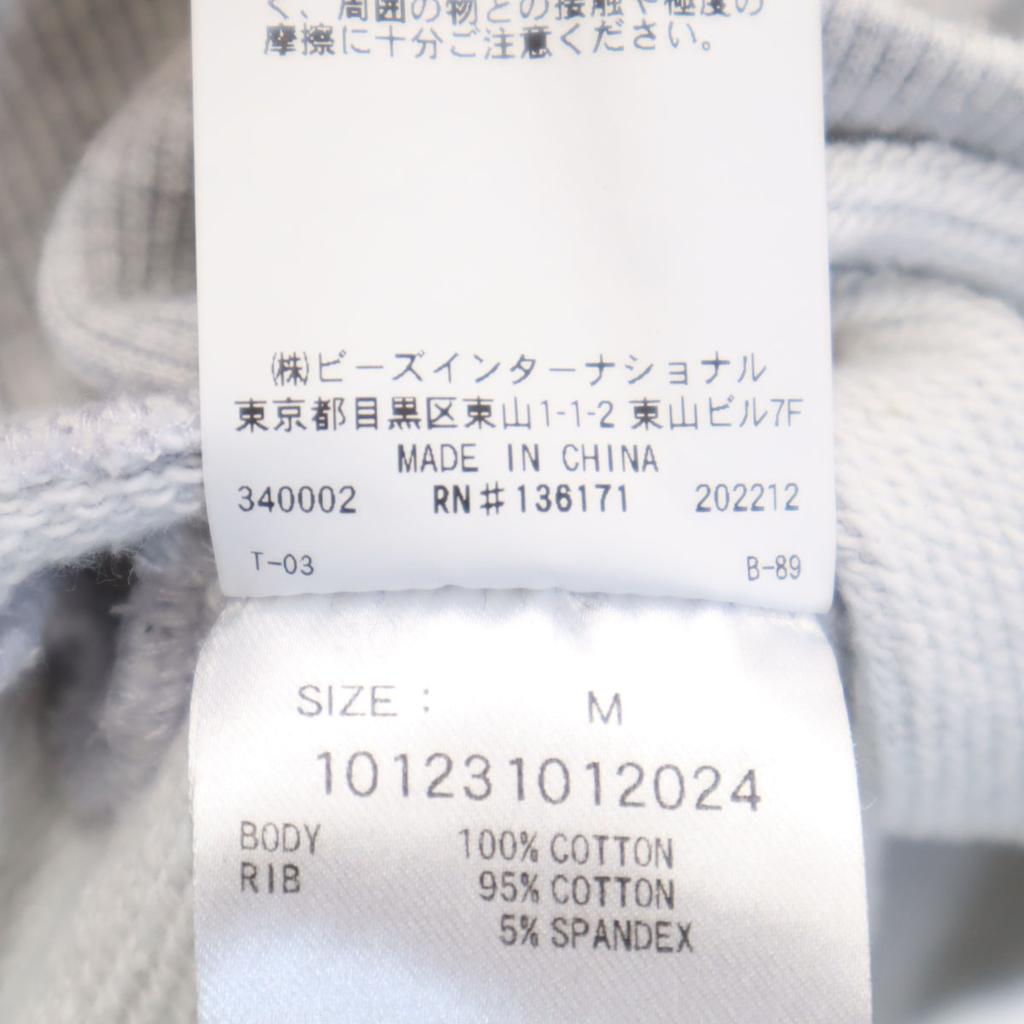 く、周囲の物との接触や極度の
摩擦に十分ご注意ください。
㈱ビーズインターナショナル
東京都目黒区東山1-1-2 東山ビル7F
MADE IN CHINA
340002 RN#136171 202212
T-03 B-89
SIZE : M
101231012024
BODY 100% COTTON
RIB 95% COTTON
5% SPANDEX